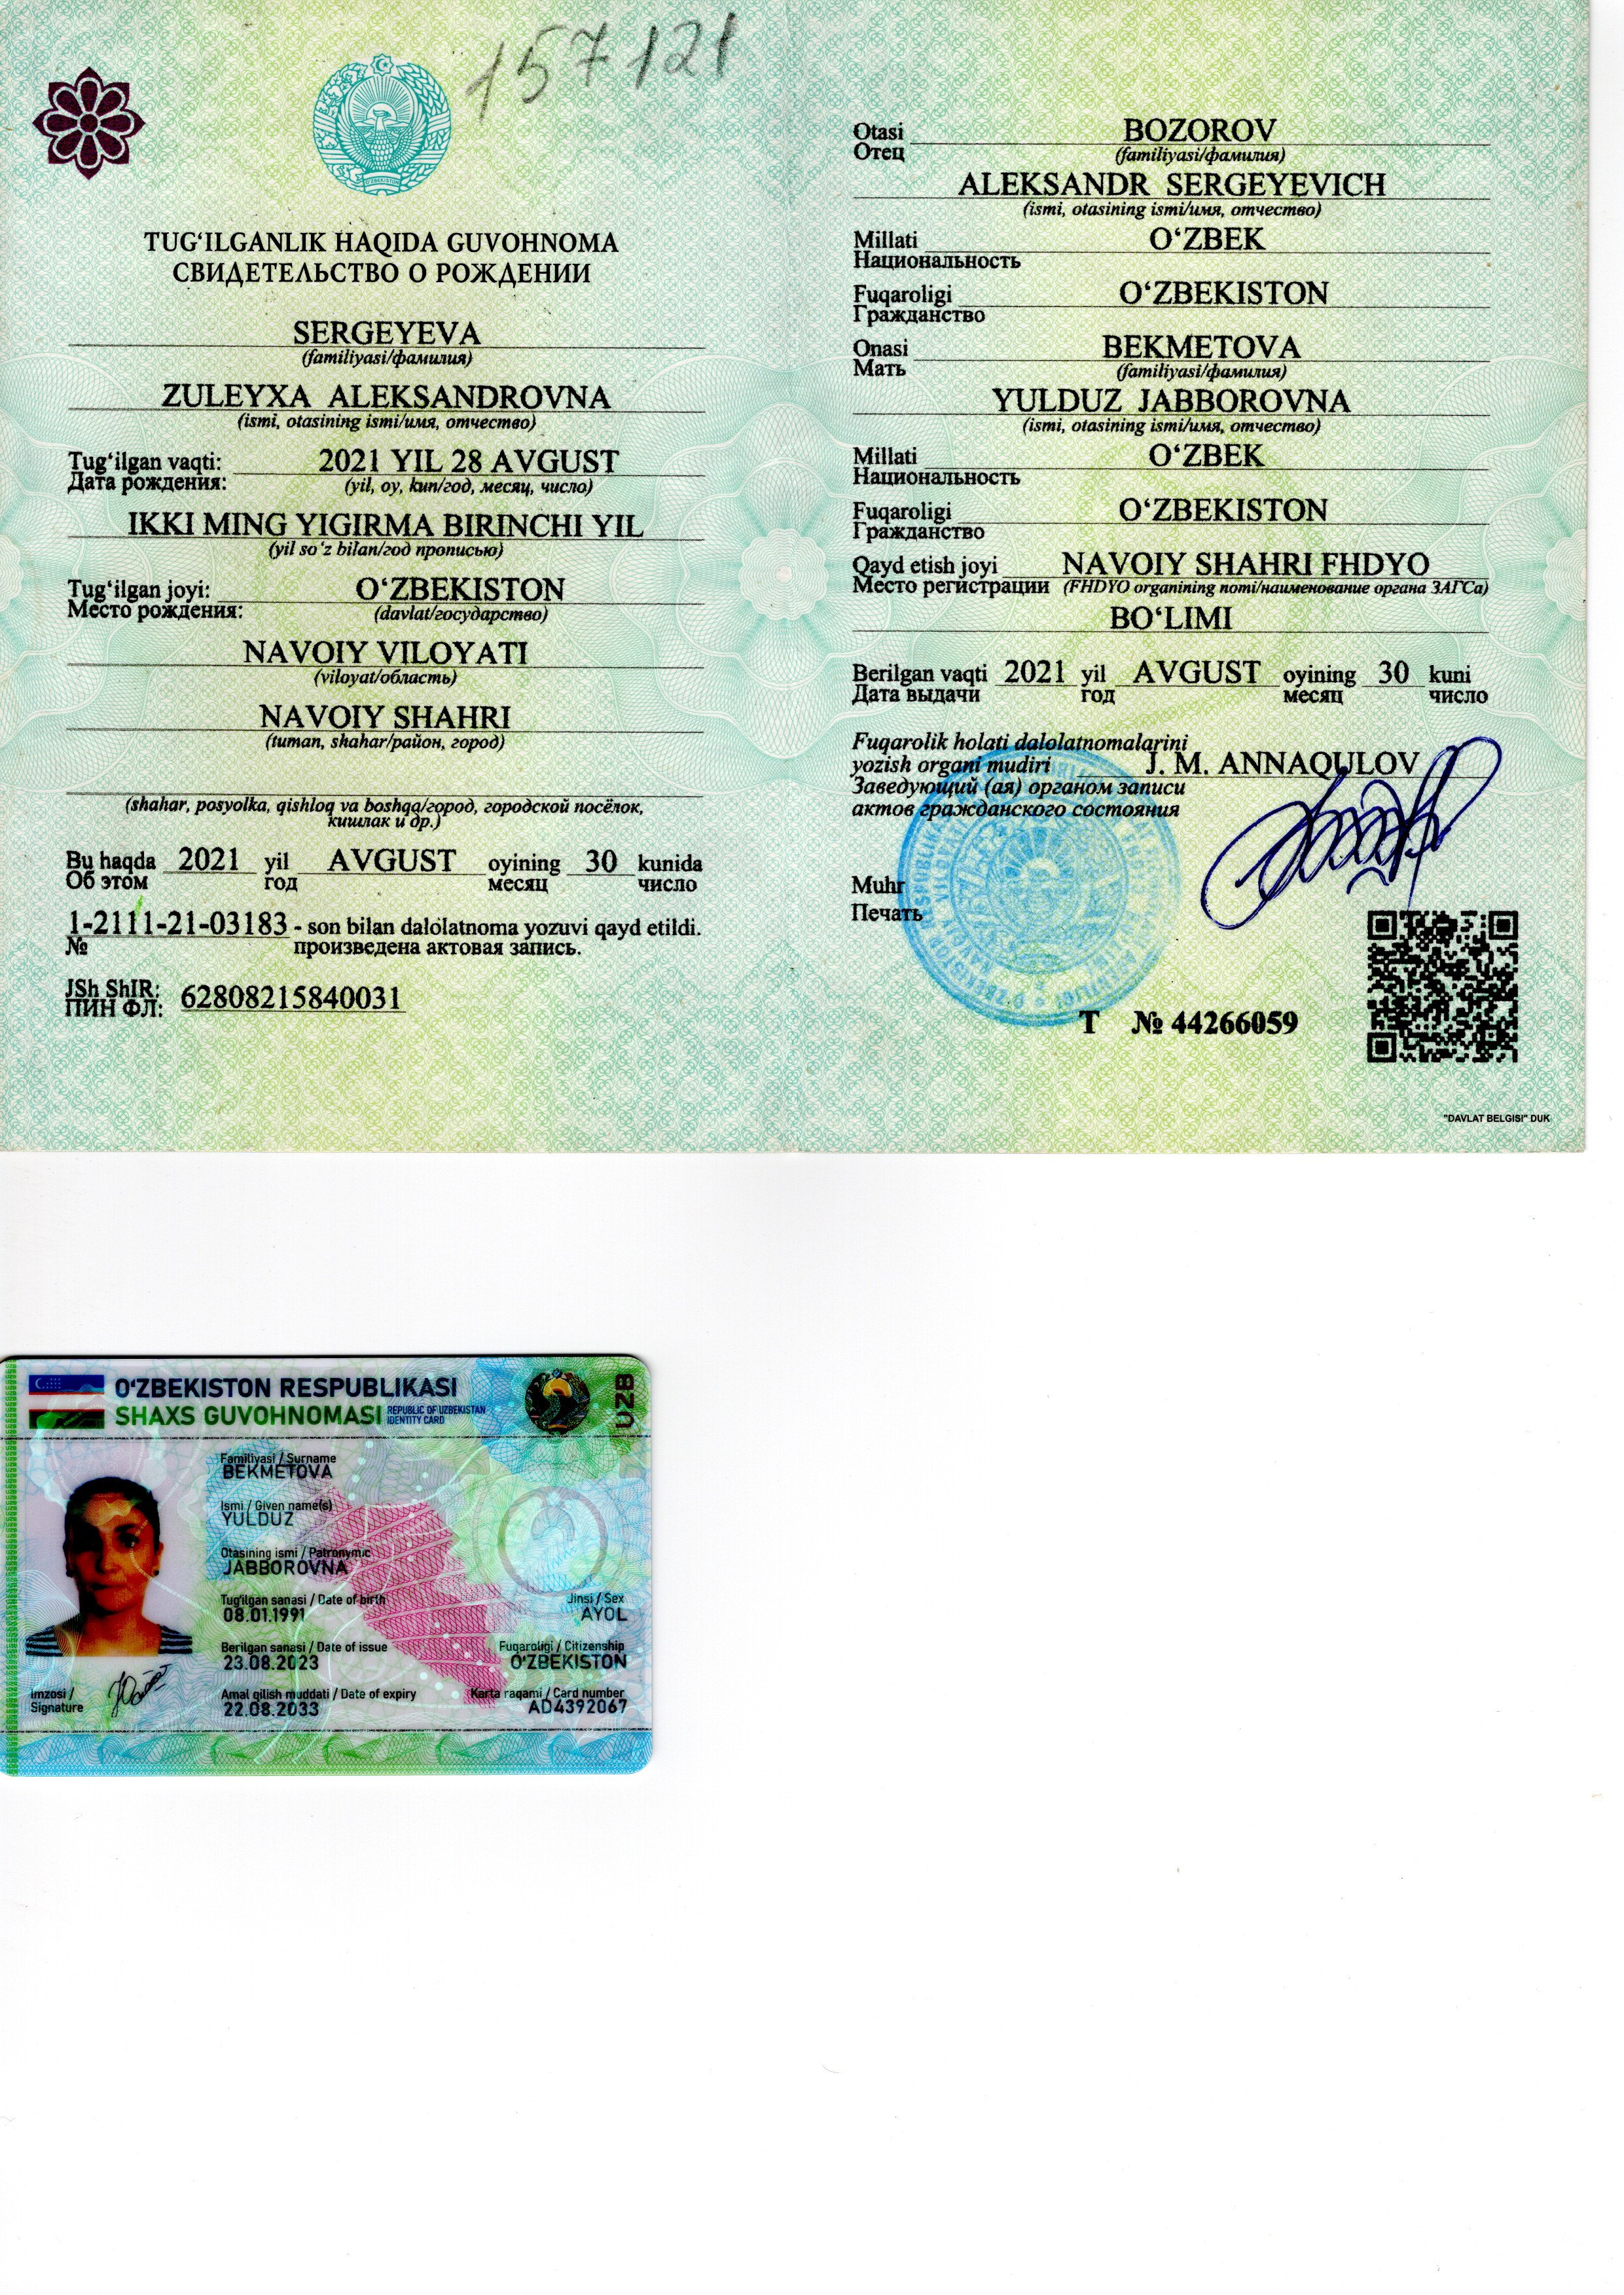 157121
TUG‘ILGANLIK HAQIDA GUVOHNOMA
СВИДЕТЕЛЬСТВО О РОЖДЕНИИ
SERGEYEVA
(familiyasi/фамилия)
ZULEYXA ALEKSANDROVNA
(ismi, otasining ismi/имя, отчество)
Tug‘ilgan vaqti: 2021 YIL 28 AVGUST
Дата рождения: (yil, oy, kun/год, месяц, число)
IKKI MING YIGIRMA BIRINCHI YIL
(yil so‘z bilan/год прописью)
Tug‘ilgan joyi: O‘ZBEKISTON
Место рождения: (davlat/государство)
NAVOIY VILOYATI
(viloyat/область)
NAVOIY SHAHRI
(tuman, shahar/район, город)
(shahar, posyolka, qishloq va boshqa/город, городской посёлок,
кишлак и др.)
Bu haqda 2021 yil AVGUST oyining 30 kunida
Об этом год месяц число
1-2111-21-03183 - son bilan dalolatnoma yozuvi qayd etildi.
№ произведена актовая запись.
JSh ShIR: 62808215840031
ПИН ФЛ:
Otasi BOZOROV
Отец (familiyasi/фамилия)
ALEKSANDR SERGEYEVICH
(ismi, otasining ismi/имя, отчество)
Millati O‘ZBEK
Национальность
Fuqaroligi O‘ZBEKISTON
Гражданство
Onasi BEKMETOVA
Мать (familiyasi/фамилия)
YULDUZ JABBOROVNA
(ismi, otasining ismi/имя, отчество)
Millati O‘ZBEK
Национальность
Fuqaroligi O‘ZBEKISTON
Гражданство
Qayd etish joyi NAVOIY SHAHRI FHDYO
Место регистрации (FHDYO organining nomi/наименование органа ЗАГСа)
BO‘LIMI
Berilgan vaqti 2021 yil AVGUST oyining 30 kuni
Дата выдачи год месяц число
Fuqarolik holati dalolatnomalarini
yozish organi mudiri J. M. ANNAQULOV
Заведующий (ая) органом записи
актов гражданского состояния
Muhr
Печать
T № 44266059
"DAVLAT BELGISI" DUK
O‘ZBEKISTON RESPUBLIKASI
SHAXS GUVOHNOMASI REPUBLIC OF UZBEKISTAN
IDENTITY CARD
UZB
Familiyasi / Surname
BEKMETOVA
Ismi / Given name(s)
YULDUZ
Otasining ismi / Patronymic
JABBOROVNA
Tug‘ilgan sanasi / Date of birth Jinsi / Sex
08.01.1991 AYOL
Berilgan sanasi / Date of issue Fuqaroligi / Citizenship
23.08.2023 O‘ZBEKISTON
Imzosi / Amal qilish muddati / Date of expiry Karta raqami / Card number
Signature 22.08.2033 AD4392067